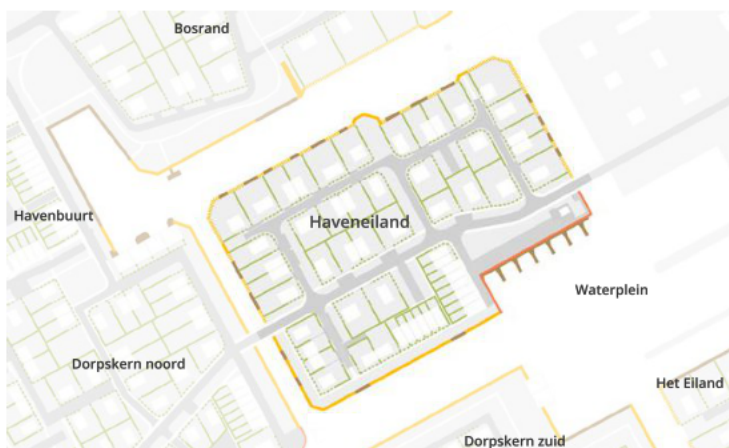 Bosrand
Havenbuurt
Haveneiland
Waterplein
Dorpskern noord
Het Eiland
Dorpskern zuid